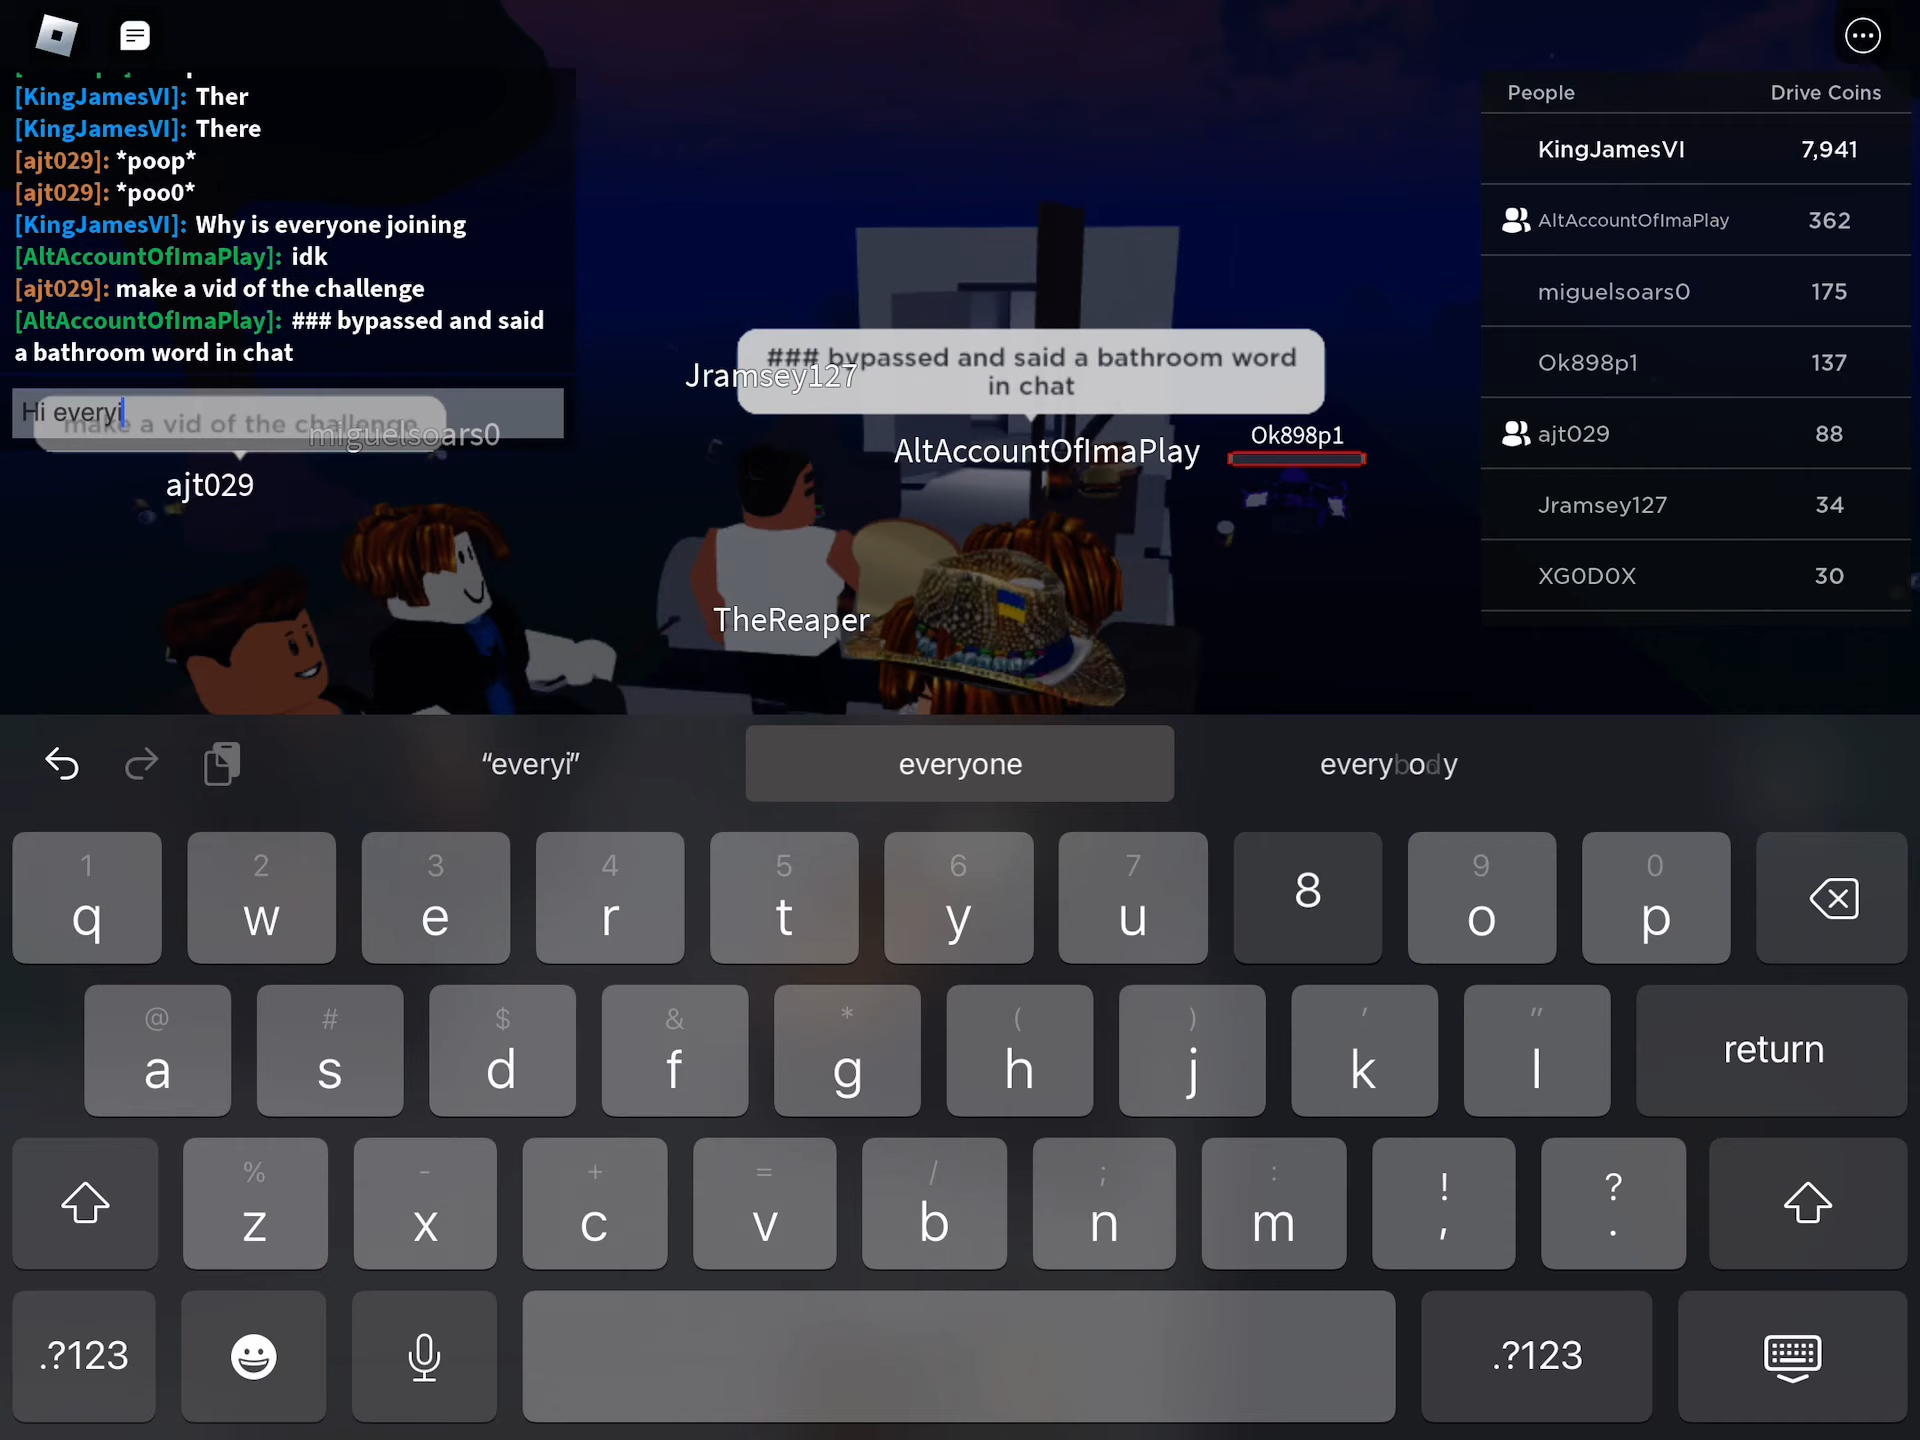 [KingJamesVI]: Ther
[KingJamesVI]: There
[ajt029]: *poop*
[ajt029]: *poo0*
[KingJamesVI]: Why is everyone joining
[AltAccountOfImaPlay]: idk
[ajt029]: make a vid of the challenge
[AltAccountOfImaPlay]: ### bypassed and said
a bathroom word in chat
Hi everyi
make a vid of the challenge
miguelsoars0
ajt029
### bypassed and said a bathroom word
in chat
Jramsey127
AltAccountOfImaPlay
Ok898p1
TheReaper
People Drive Coins
KingJamesVI 7,941
AltAccountOfImaPlay 362
miguelsoars0 175
Ok898p1 137
ajt029 88
Jramsey127 34
XG0D0X 30
“everyi” everyone everybody
1 2 3 4 5 6 7 8 9 0
q w e r t y u o p
@ # $ & * ( ) ' "
a s d f g h j k l return
% - + = / ; : ! ?
z x c v b n m , .
.?123 .?123